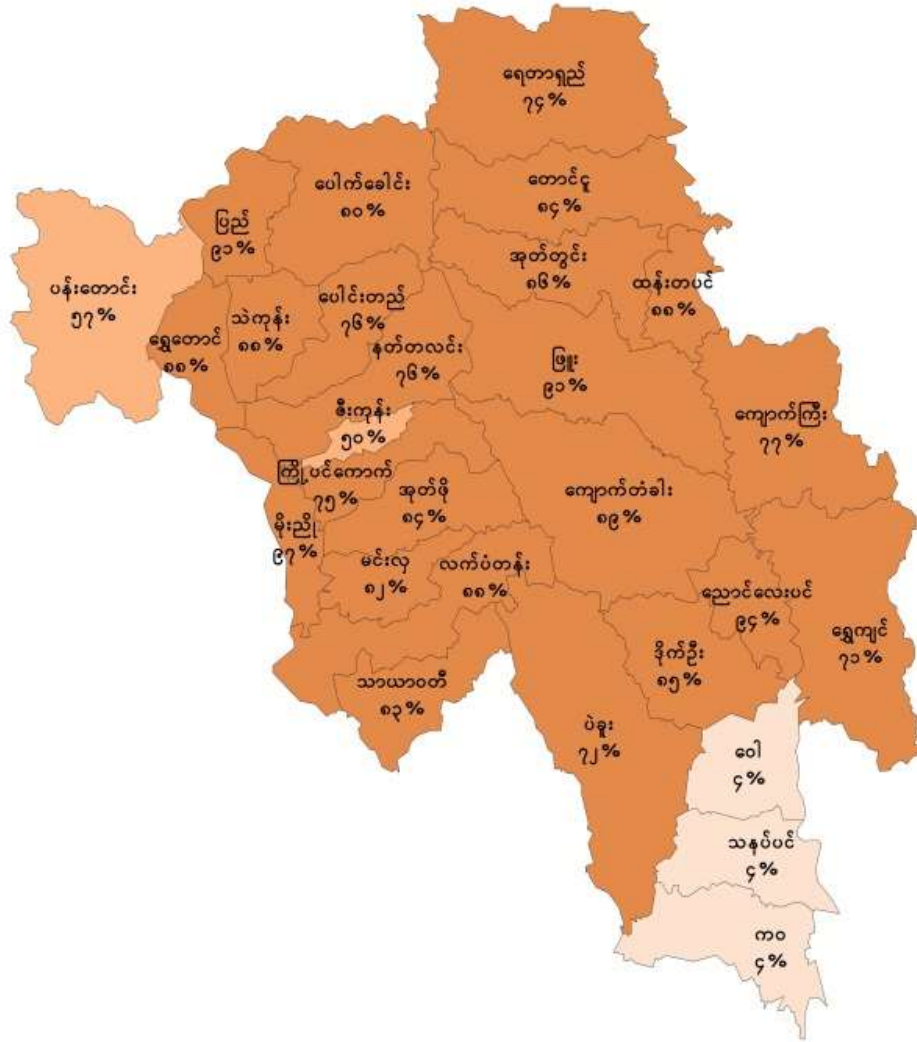 ရေတာရှည်
၇၄%
ပေါက်ခေါင်း
၈၀%
တောင်ငူ
၈၄%
ပြည်
၉၁%
အုတ်တွင်း
၈၆%
ထန်းတပင်
၈၈%
ပန်းတောင်း
၅၇%
ပေါင်းတည်
၇၆%
သဲကုန်း
၈၈%
ရွှေတောင်
၈၈%
နတ်တလင်း
၇၆%
ဖြူး
၉၁%
ကျောက်ကြီး
၇၇%
ဇီးကုန်း
၅၀%
ကြို့ပင်ကောက်
၇၅%
အုတ်ဖို
၈၄%
ကျောက်တံခါး
၈၉%
မိုးညို
၉၇%
မင်းလှ
၈၂%
လက်ပံတန်း
၈၈%
ညောင်လေးပင်
၉၄%
ရွှေကျင်
၇၁%
ဒိုက်ဦး
၈၅%
သာယာဝတီ
၈၃%
ပဲခူး
၇၂%
ဝေါ
၄%
သနပ်ပင်
၄%
ကဝ
၄%